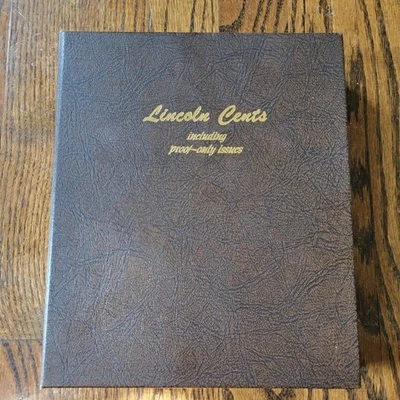 Lincoln Cents
including
proof-only issues